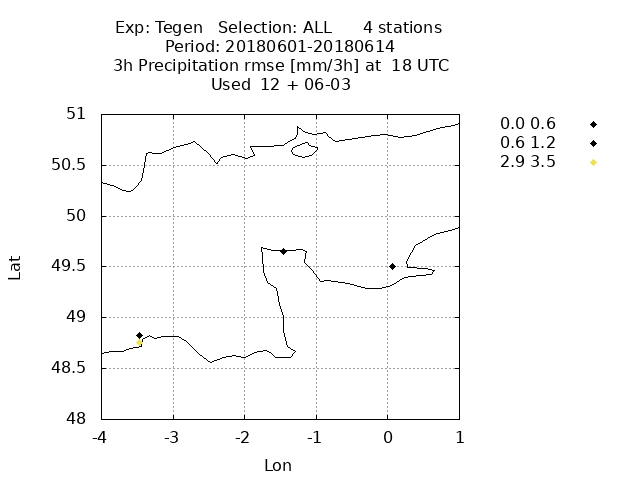 Exp: Tegen Selection: ALL 4 stations
Period: 20180601-20180614
3h Precipitation rmse [mm/3h] at 18 UTC
Used 12 + 06-03
51
50.5
50
49.5
49
48.5
48
-4 -3 -2 -1 0 1
Lat
Lon
0.0 0.6
0.6 1.2
2.9 3.5